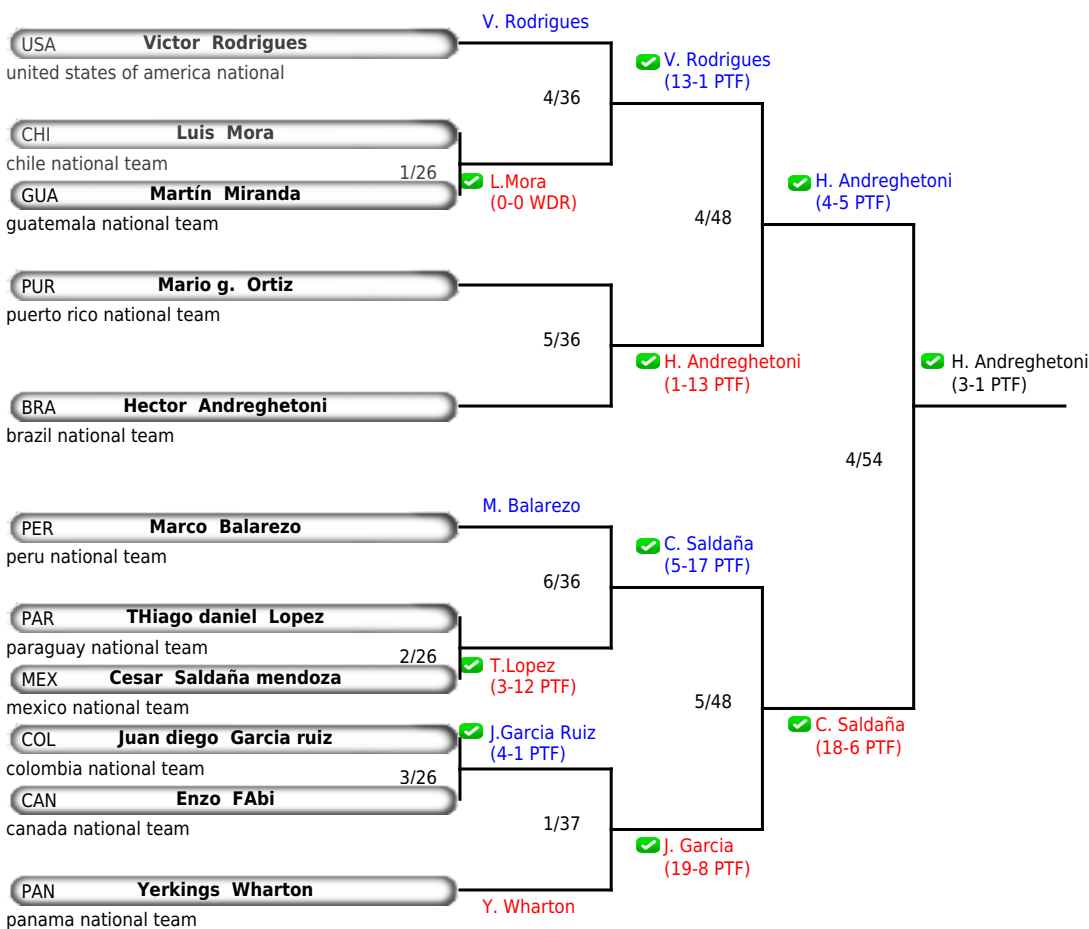 V. Rodrigues
USA Victor Rodrigues
united states of america national
V. Rodrigues
(13-1 PTF)
4/36
CHI Luis Mora
chile national team
1/26
L.Mora
(0-0 WDR)
GUA Martín Miranda
guatemala national team
H. Andreghetoni
(4-5 PTF)
4/48
PUR Mario g. Ortiz
puerto rico national team
5/36
H. Andreghetoni
(1-13 PTF)
H. Andreghetoni
(3-1 PTF)
BRA Hector Andreghetoni
brazil national team
4/54
M. Balarezo
PER Marco Balarezo
peru national team
C. Saldaña
(5-17 PTF)
6/36
PAR THiago daniel Lopez
paraguay national team
2/26
T.Lopez
(3-12 PTF)
MEX Cesar Saldaña mendoza
mexico national team
5/48
C. Saldaña
(18-6 PTF)
COL Juan diego Garcia ruiz
J.Garcia Ruiz
(4-1 PTF)
colombia national team
3/26
CAN Enzo FAbi
canada national team
1/37
J. Garcia
(19-8 PTF)
PAN Yerkings Wharton
Y. Wharton
panama national team